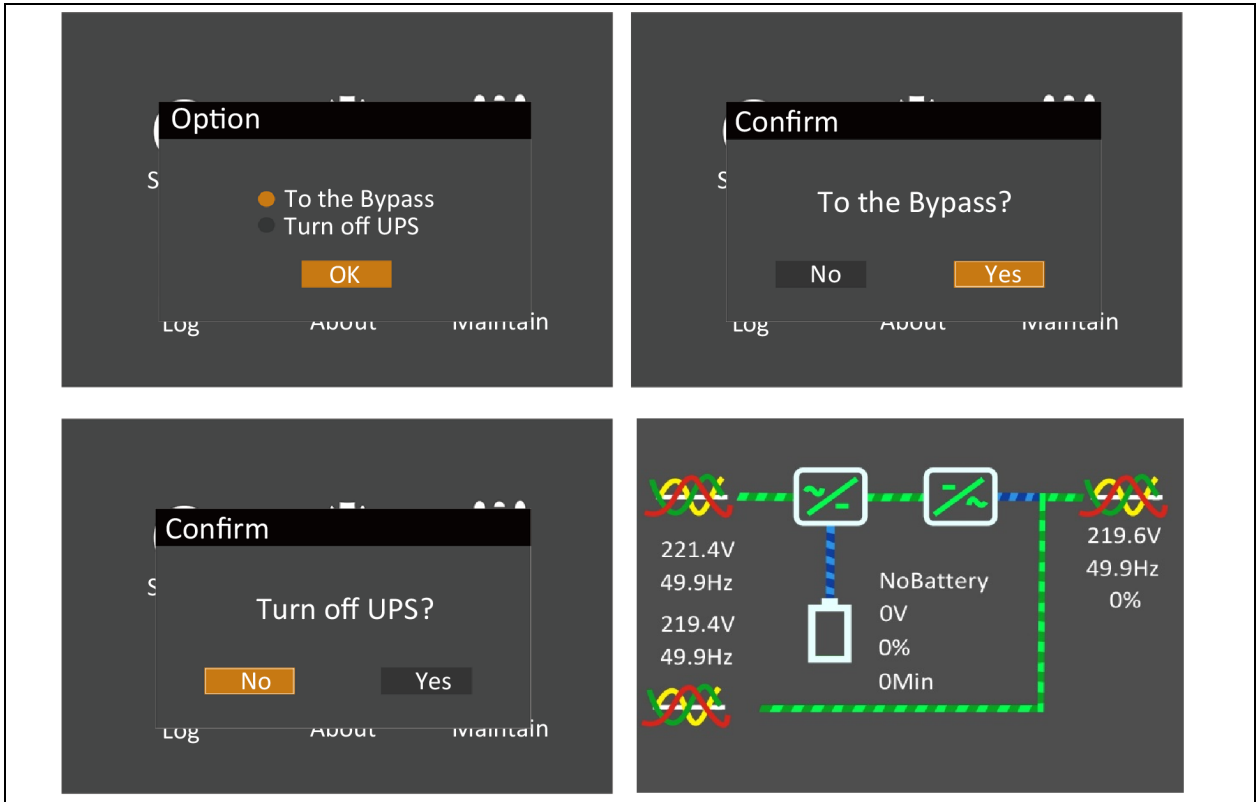 Option
S
To the Bypass
Turn off UPS
OK
Log
About
Maintain
Confirm
S
To the Bypass?
No
Yes
Log
About
Maintain
Confirm
S
Turn off UPS?
No
Yes
Log
About
Maintain
221.4V
49.9Hz
219.4V
49.9Hz
NoBattery
0V
0%
0Min
219.6V
49.9Hz
0%